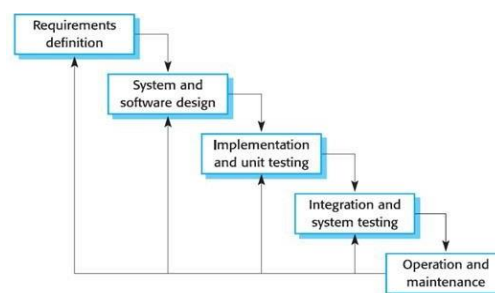 Requirements
definition
System and
software design
Implementation
and unit testing
Integration and
system testing
Operation and
maintenance